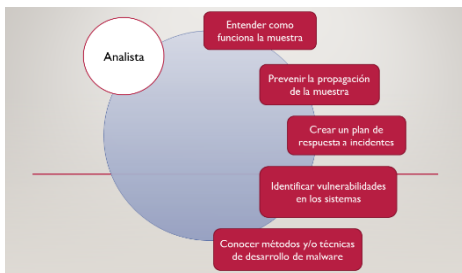 Analista
Entender como
funciona la muestra
Prevenir la propagación
de la muestra
Crear un plan de
respuesta a incidentes
Identificar vulnerabilidades
en los sistemas
Conocer métodos y/o técnicas
de desarrollo de malware